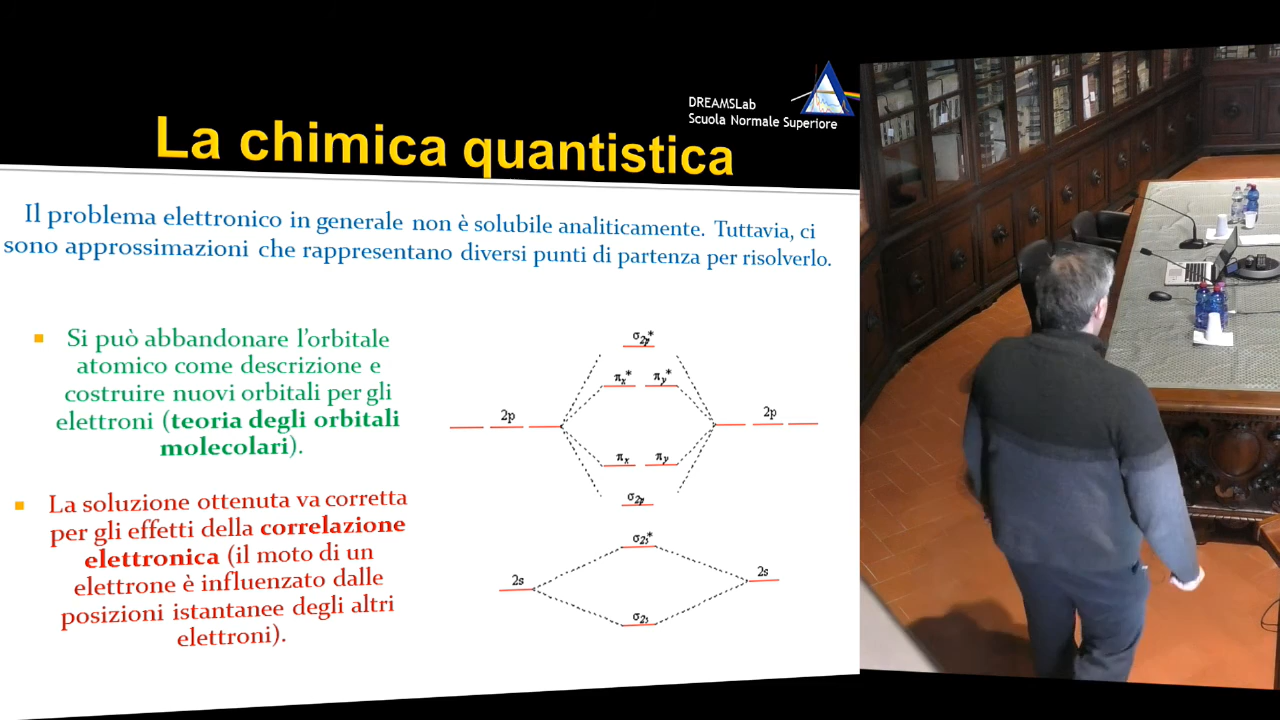 DREAMSLab
Scuola Normale Superiore
La chimica quantistica
Il problema elettronico in generale non è solubile analiticamente. Tuttavia, ci
sono approssimazioni che rappresentano diversi punti di partenza per risolverlo.
Si può abbandonare l'orbitale
atomico come descrizione e
costruire nuovi orbitali per gli
elettroni (teoria degli orbitali
molecolari).
La soluzione ottenuta va corretta
per gli effetti della correlazione
elettronica (il moto di un
elettrone è influenzato dalle
posizioni istantanee degli altri
elettroni).
σ2p*
πx* πy*
2p 2p
πx πy
σ2p
σ2s*
2s 2s
σ2s